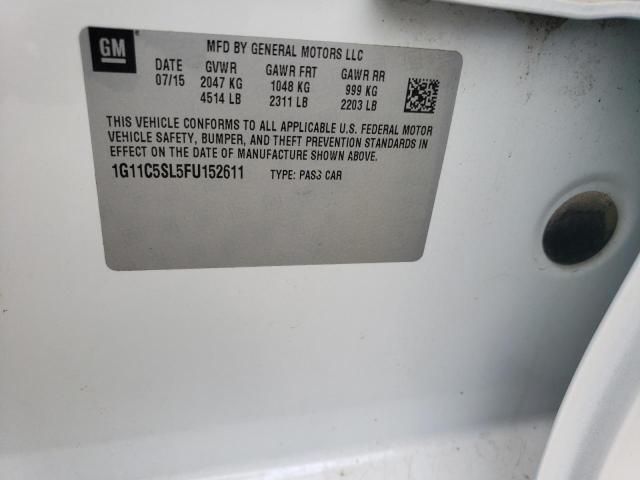 GM
MFD BY GENERAL MOTORS LLC
DATE GVWR GAWR FRT GAWR RR
07/15 2047 KG 1048 KG 999 KG
4514 LB 2311 LB 2203 LB
THIS VEHICLE CONFORMS TO ALL APPLICABLE U.S. FEDERAL MOTOR
VEHICLE SAFETY, BUMPER, AND THEFT PREVENTION STANDARDS IN
EFFECT ON THE DATE OF MANUFACTURE SHOWN ABOVE.
1G11C5SL5FU152611 TYPE: PASS CAR